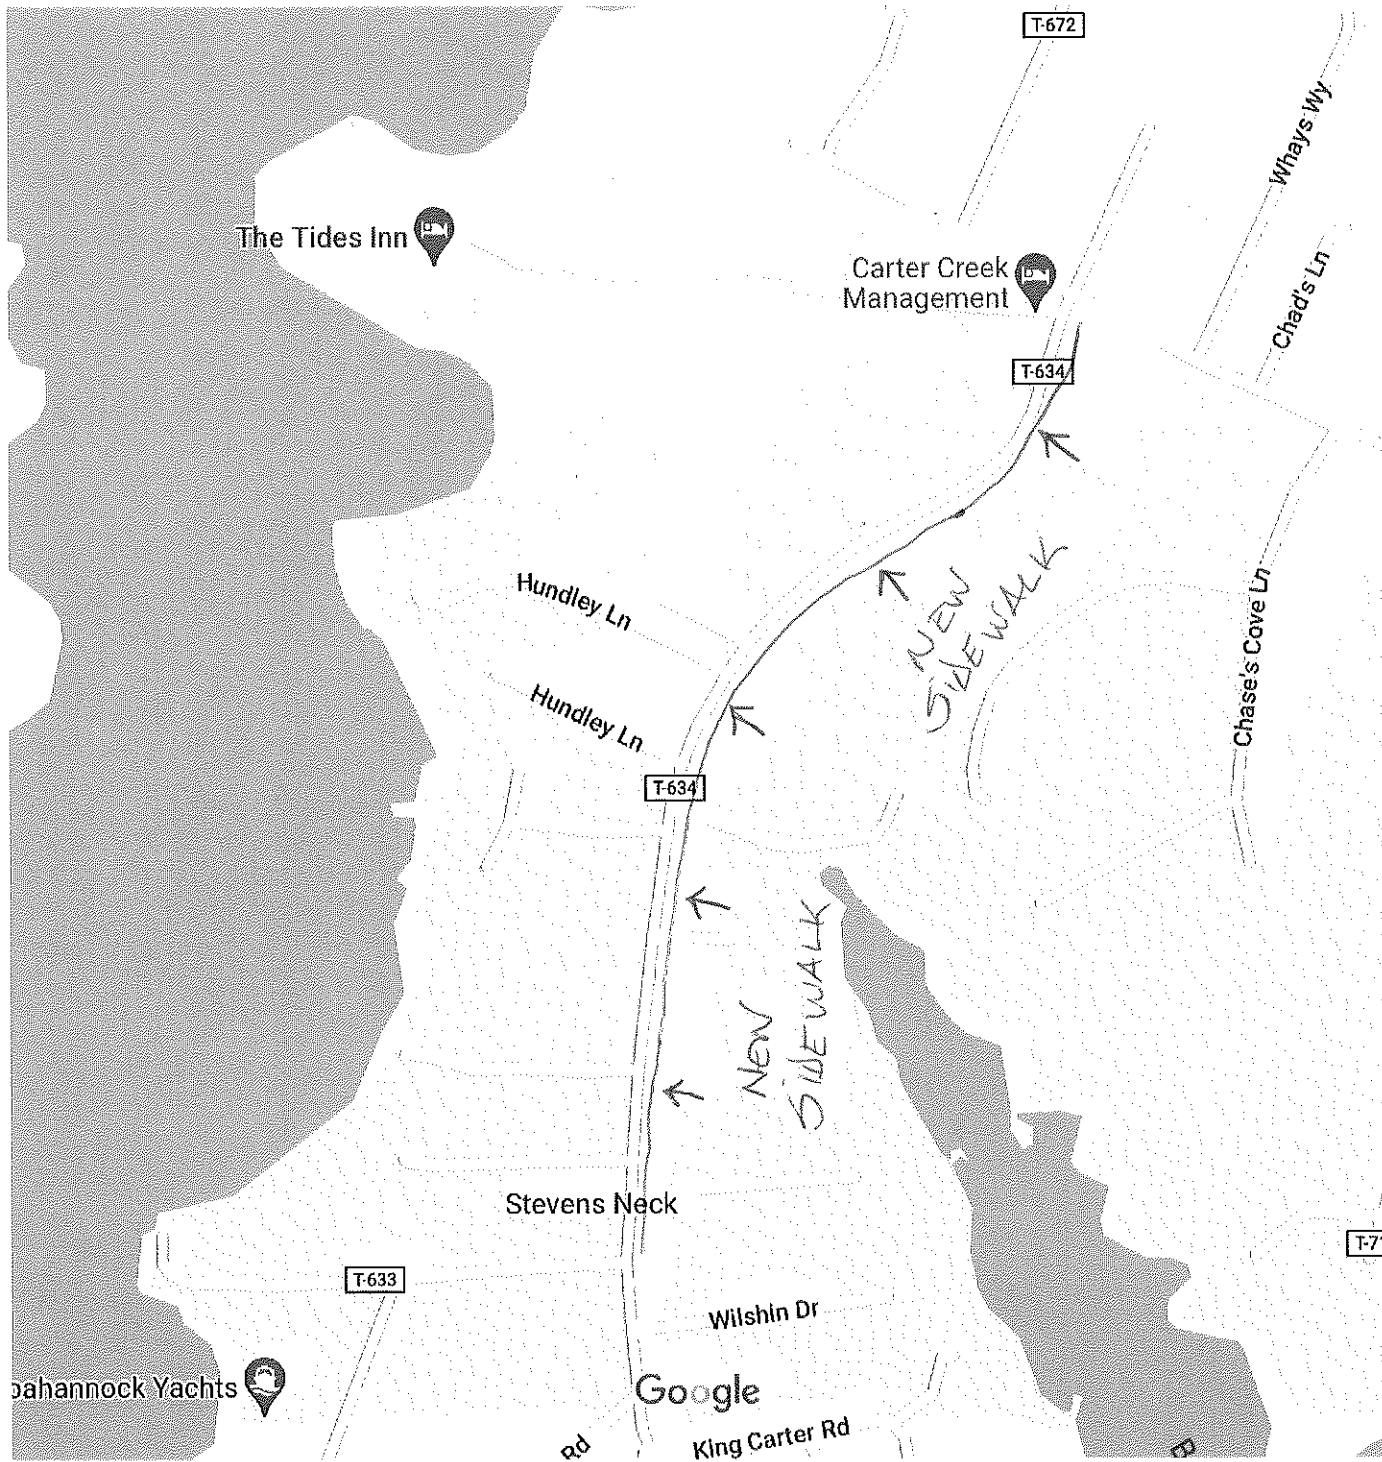 T-672
Whays Wy
The Tides Inn
Carter Creek
Management
Chad's Ln
T-634
NEW
SIDEWALK
Hundley Ln
Chase's Cove Ln
Hundley Ln
T-634
NEW
SIDEWALK
Stevens Neck
T-71
T-633
Wilshin Dr
pahannock Yachts
Google
Rd
King Carter Rd
B